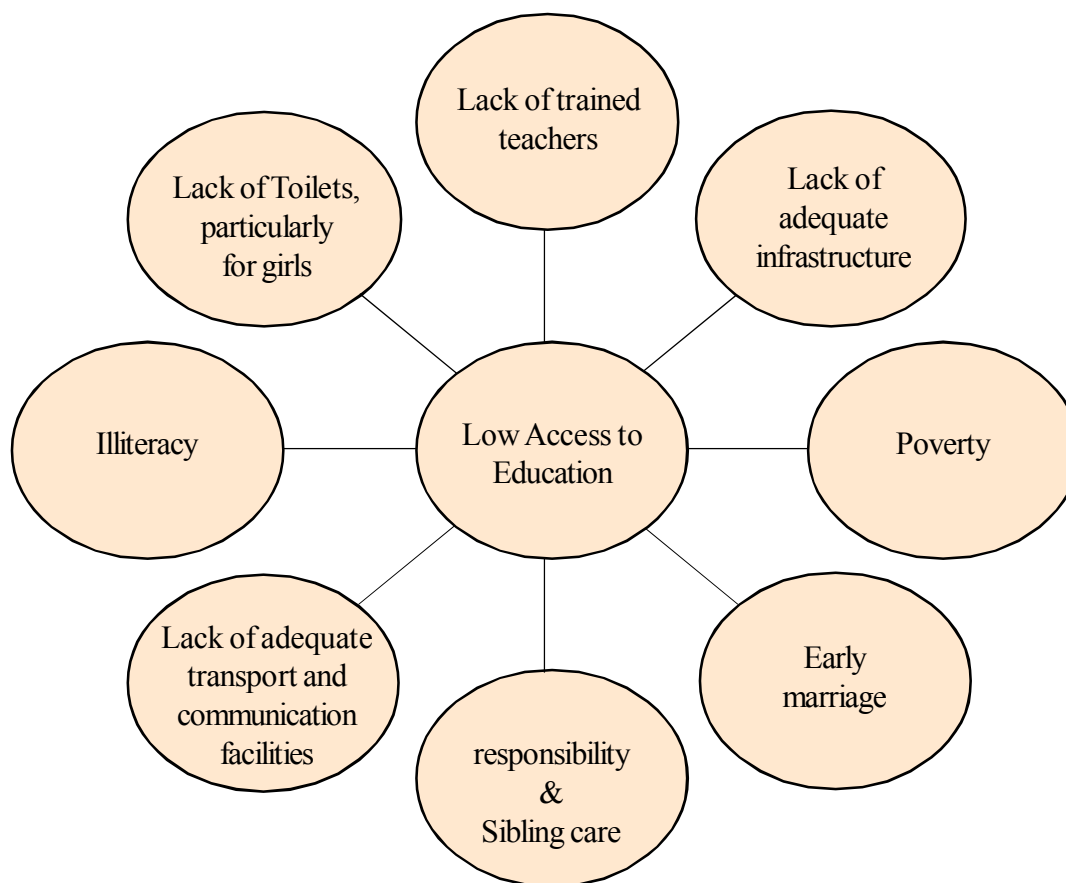 Lack of trained
teachers
Lack of Toilets,
particularly
for girls
Lack of
adequate
infrastructure
Illiteracy
Low Access to
Education
Poverty
Lack of adequate
transport and
communication
facilities
Early
marriage
responsibility
&
Sibling care